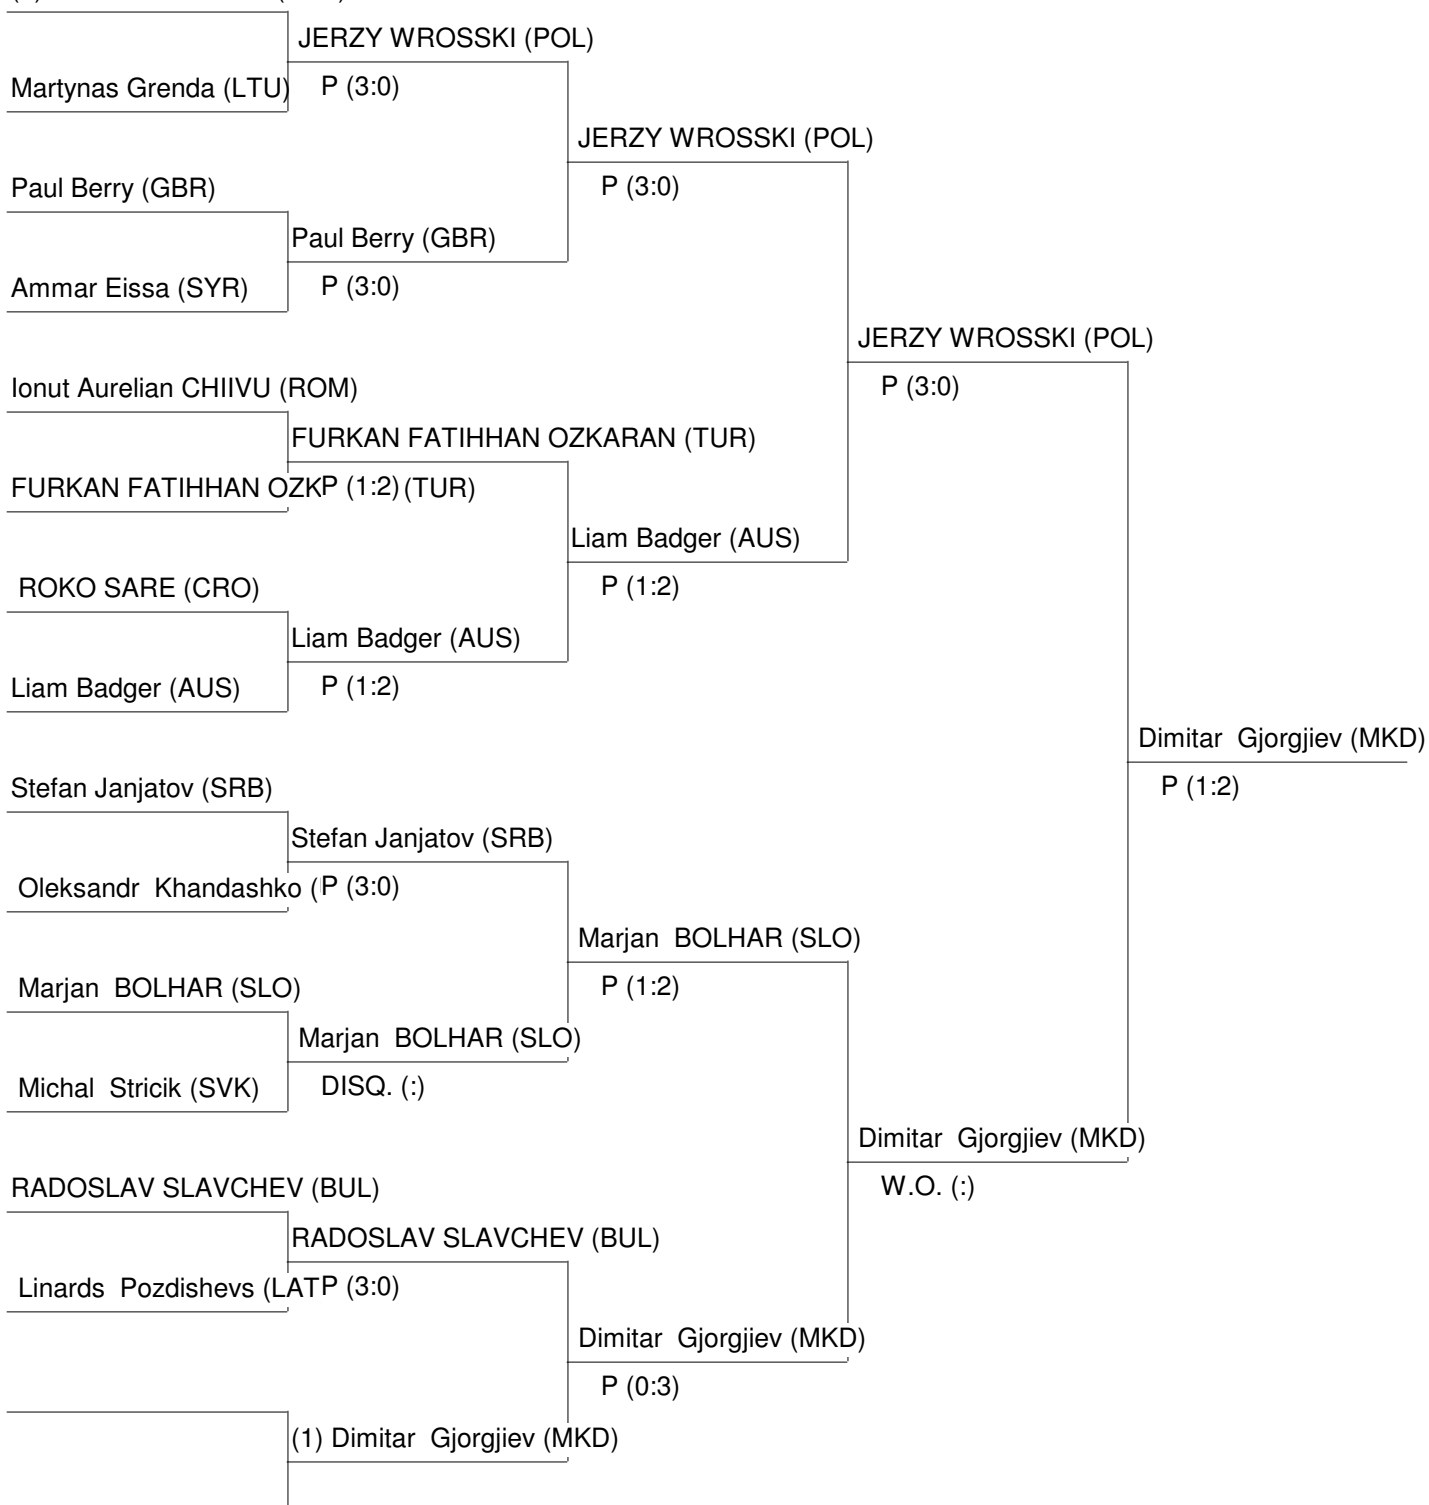 JERZY WROSSKI (POL)
Martynas Grenda (LTU)
P (3:0)
JERZY WROSSKI (POL)
Paul Berry (GBR)
P (3:0)
Paul Berry (GBR)
Ammar Eissa (SYR)
P (3:0)
JERZY WROSSKI (POL)
Ionut Aurelian CHIIVU (ROM)
P (3:0)
FURKAN FATIHHAN OZKARAN (TUR)
FURKAN FATIHHAN OZK
P (1:2)
(TUR)
Liam Badger (AUS)
ROKO SARE (CRO)
P (1:2)
Liam Badger (AUS)
Liam Badger (AUS)
P (1:2)
Dimitar Gjorgjiev (MKD)
Stefan Janjatov (SRB)
P (1:2)
Stefan Janjatov (SRB)
Oleksandr Khandashko (
P (3:0)
Marjan BOLHAR (SLO)
Marjan BOLHAR (SLO)
P (1:2)
Marjan BOLHAR (SLO)
Michal Stricik (SVK)
DISQ. (:)
Dimitar Gjorgjiev (MKD)
RADOSLAV SLAVCHEV (BUL)
W.O. (:)
RADOSLAV SLAVCHEV (BUL)
Linards Pozdishevs (LAT
P (3:0)
Dimitar Gjorgjiev (MKD)
P (0:3)
(1) Dimitar Gjorgjiev (MKD)